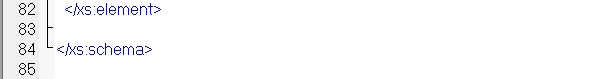 82 </xs:element>
83
84 </xs:schema>
85